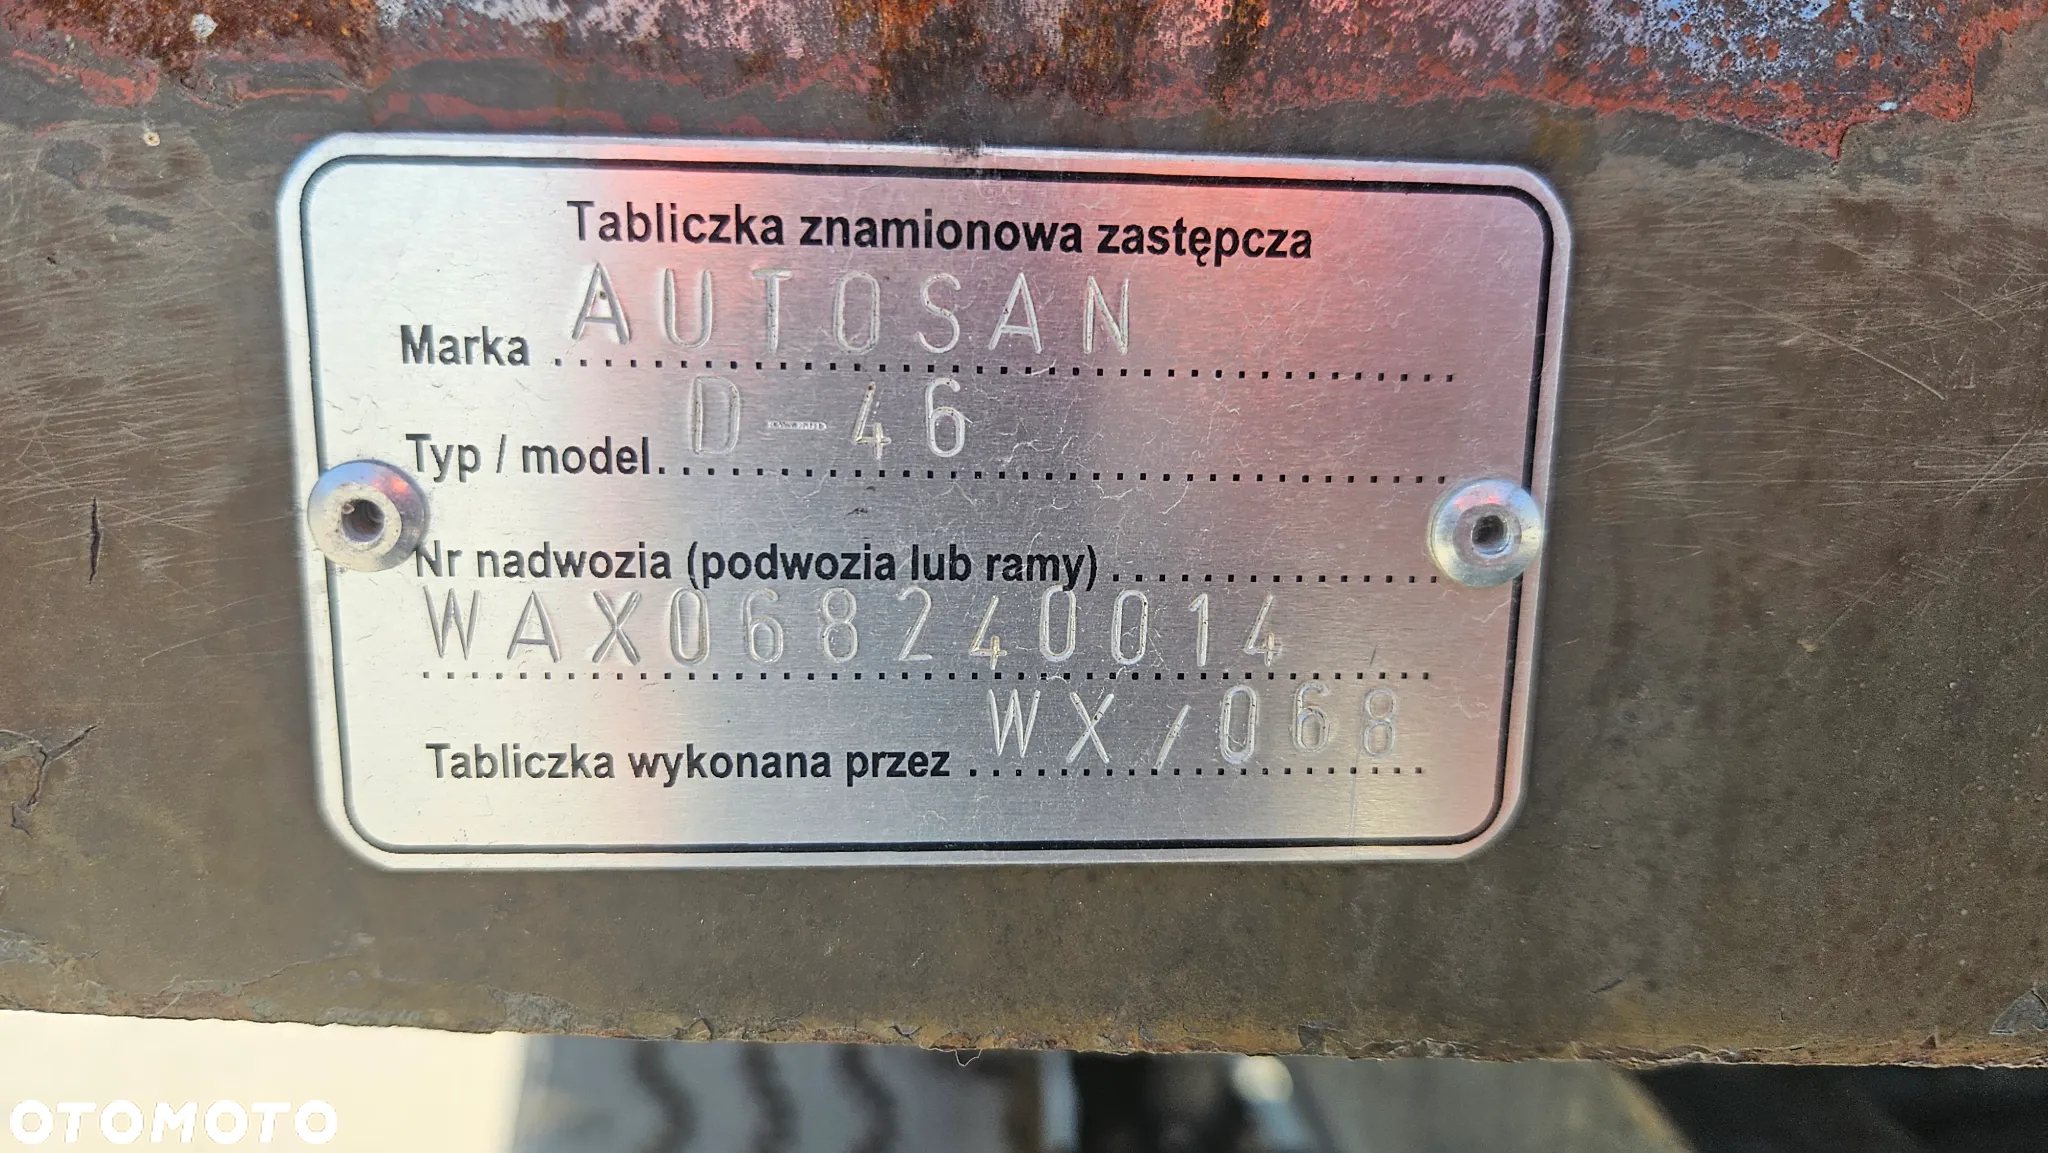 Tabliczka znamionowa zastępcza
Marka AUTOSAN
Typ / model D-46
Nr nadwozia (podwozia lub ramy)
WAX068240014
Tabliczka wykonana przez WX/068
OTOMOTO